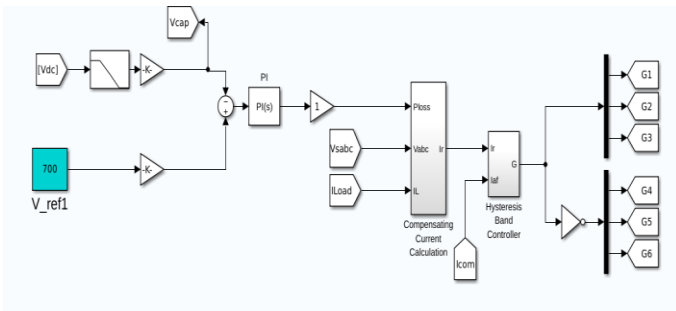 Vcap
[Vdc]
-K-
PI
PI(s)
1
700
-K-
V_ref1
Vsabc
ILoad
Ploss
Vabc
IL
Ir
Compensating
Current
Calculation
Icom
Ir
Iaf
G
Hysteresis
Band
Controller
G1
G2
G3
G4
G5
G6